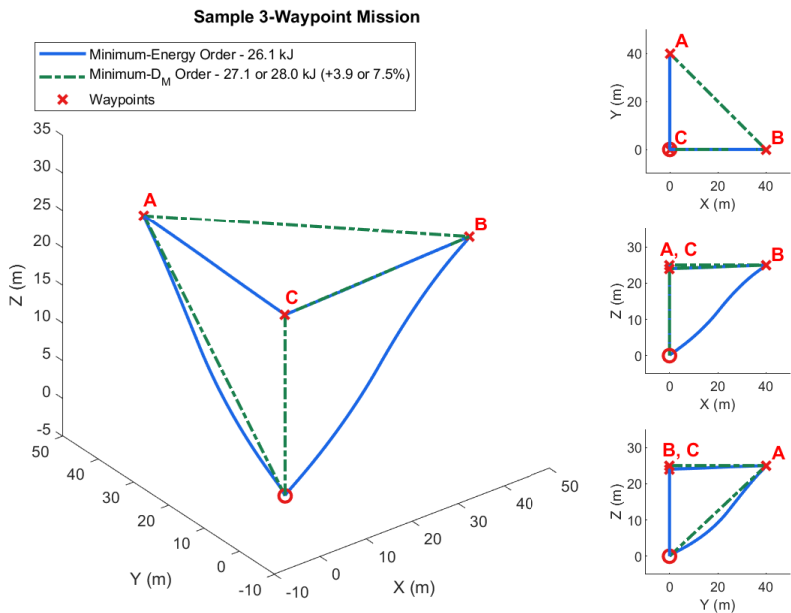 Sample 3-Waypoint Mission
Minimum-Energy Order - 26.1 kJ
Minimum-D_M Order - 27.1 or 28.0 kJ (+3.9 or 7.5%)
Waypoints
35
30
25
20
15
10
5
0
-5
Z (m)
50
40
30
20
10
0
-10
Y (m)
-10
0
10
20
30
40
50
X (m)
A
B
C
A
C
B
40
20
0
Y (m)
0
20
40
X (m)
A, C
B
30
20
10
0
Z (m)
0
20
40
X (m)
B, C
A
30
20
10
0
Z (m)
0
20
40
Y (m)